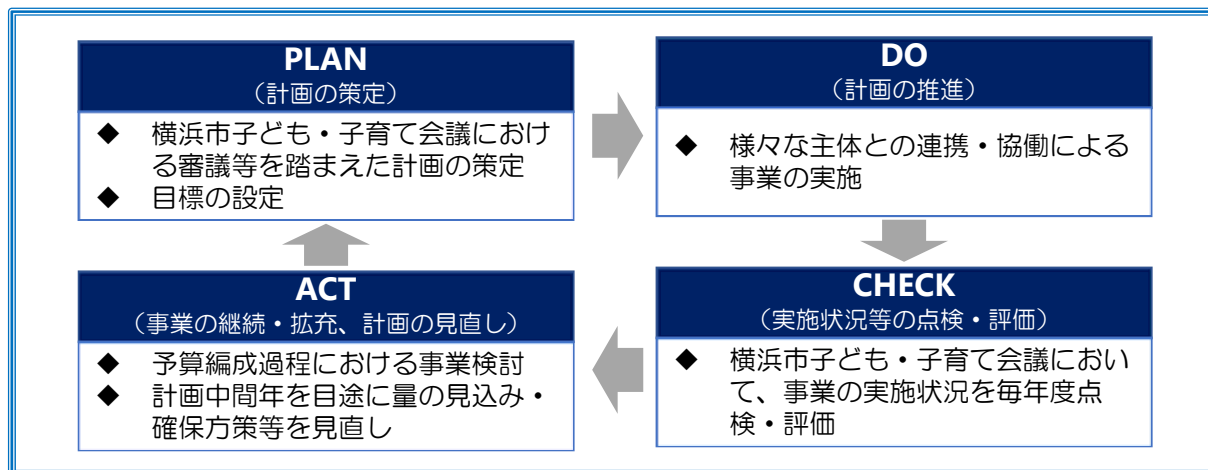 PLAN
（計画の策定）
◆ 横浜市子ども・子育て会議におけ
る審議等を踏まえた計画の策定
◆ 目標の設定
DO
（計画の推進）
◆ 様々な主体との連携・協働による
事業の実施
CHECK
（実施状況等の点検・評価）
◆ 横浜市子ども・子育て会議におい
て、事業の実施状況を毎年度点
検・評価
ACT
（事業の継続・拡充、計画の見直し）
◆ 予算編成過程における事業検討
◆ 計画中間年を目途に量の見込み・
確保方策等を見直し